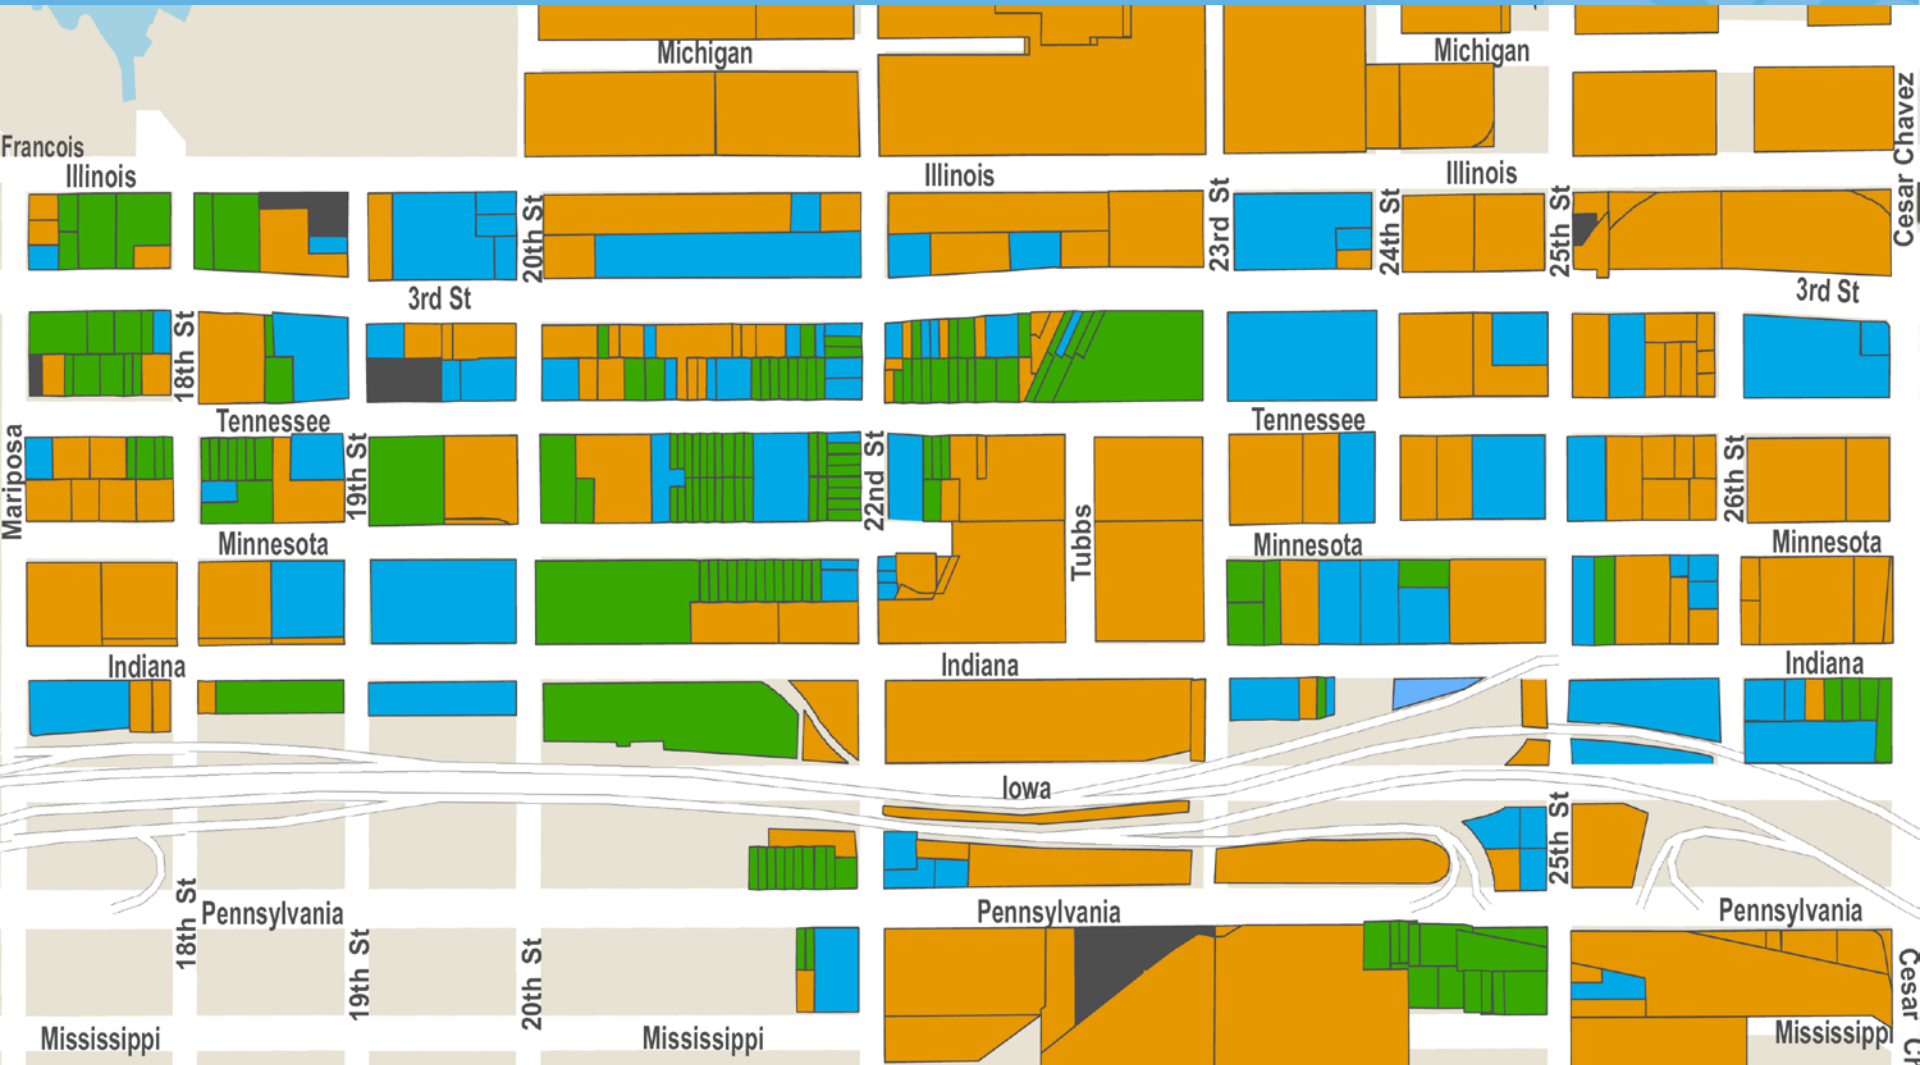 Michigan
Michigan
Cesar Chavez
Francois
Illinois
Illinois
Illinois
20th St
23rd St
24th St
25th St
3rd St
3rd St
18th St
Tennessee
Tennessee
Mariposa
19th St
22nd St
26th St
Tubbs
Minnesota
Minnesota
Minnesota
Indiana
Indiana
Indiana
Iowa
25th St
18th St
Pennsylvania
Pennsylvania
Pennsylvania
19th St
20th St
Cesar
Mississippi
Mississippi
Mississippi